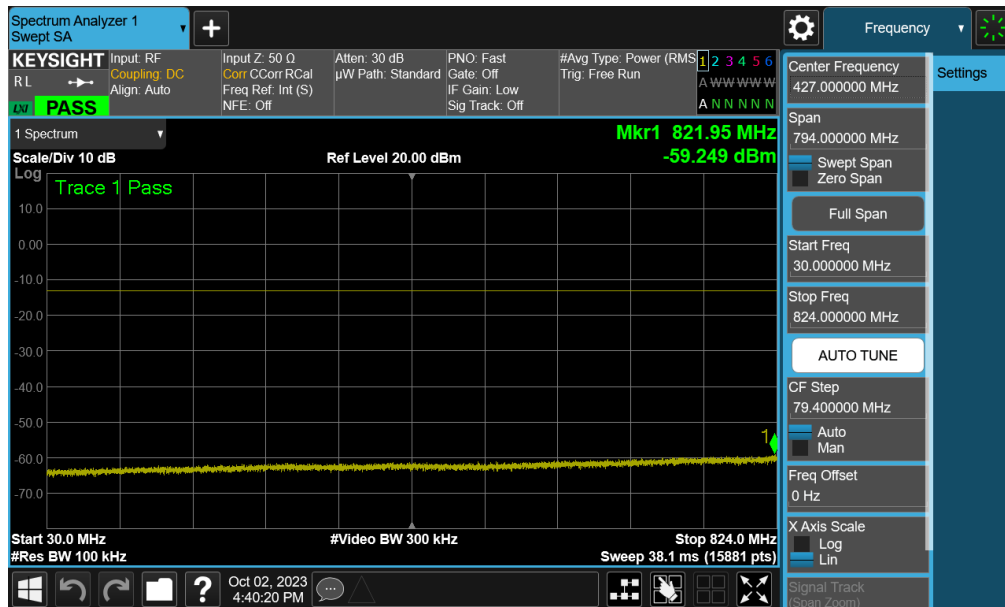 Spectrum Analyzer 1
Swept SA
Frequency
KEYSIGHT
RL
LXI
PASS
Input: RF
Coupling: DC
Align: Auto
Input Z: 50 Ω
Corr CCorr RCal
Freq Ref: Int (S)
NFE: Off
Atten: 30 dB
µW Path: Standard
PNO: Fast
Gate: Off
IF Gain: Low
Sig Track: Off
#Avg Type: Power (RMS
Trig: Free Run
1 2 3 4 5 6
A W W W W W
A N N N N N
1 Spectrum
Scale/Div 10 dB
Ref Level 20.00 dBm
Mkr1 821.95 MHz
-59.249 dBm
Log
Trace 1 Pass
10.0
0.00
-10.0
-20.0
-30.0
-40.0
-50.0
1
-60.0
-70.0
Start 30.0 MHz
#Video BW 300 kHz
Stop 824.0 MHz
#Res BW 100 kHz
Sweep 38.1 ms (15881 pts)
?
Oct 02, 2023
4:40:20 PM
Center Frequency
427.000000 MHz
Span
794.000000 MHz
Swept Span
Zero Span
Full Span
Start Freq
30.000000 MHz
Stop Freq
824.000000 MHz
AUTO TUNE
CF Step
79.400000 MHz
Auto
Man
Freq Offset
0 Hz
X Axis Scale
Log
Lin
Signal Track
(Span Zoom)
Settings